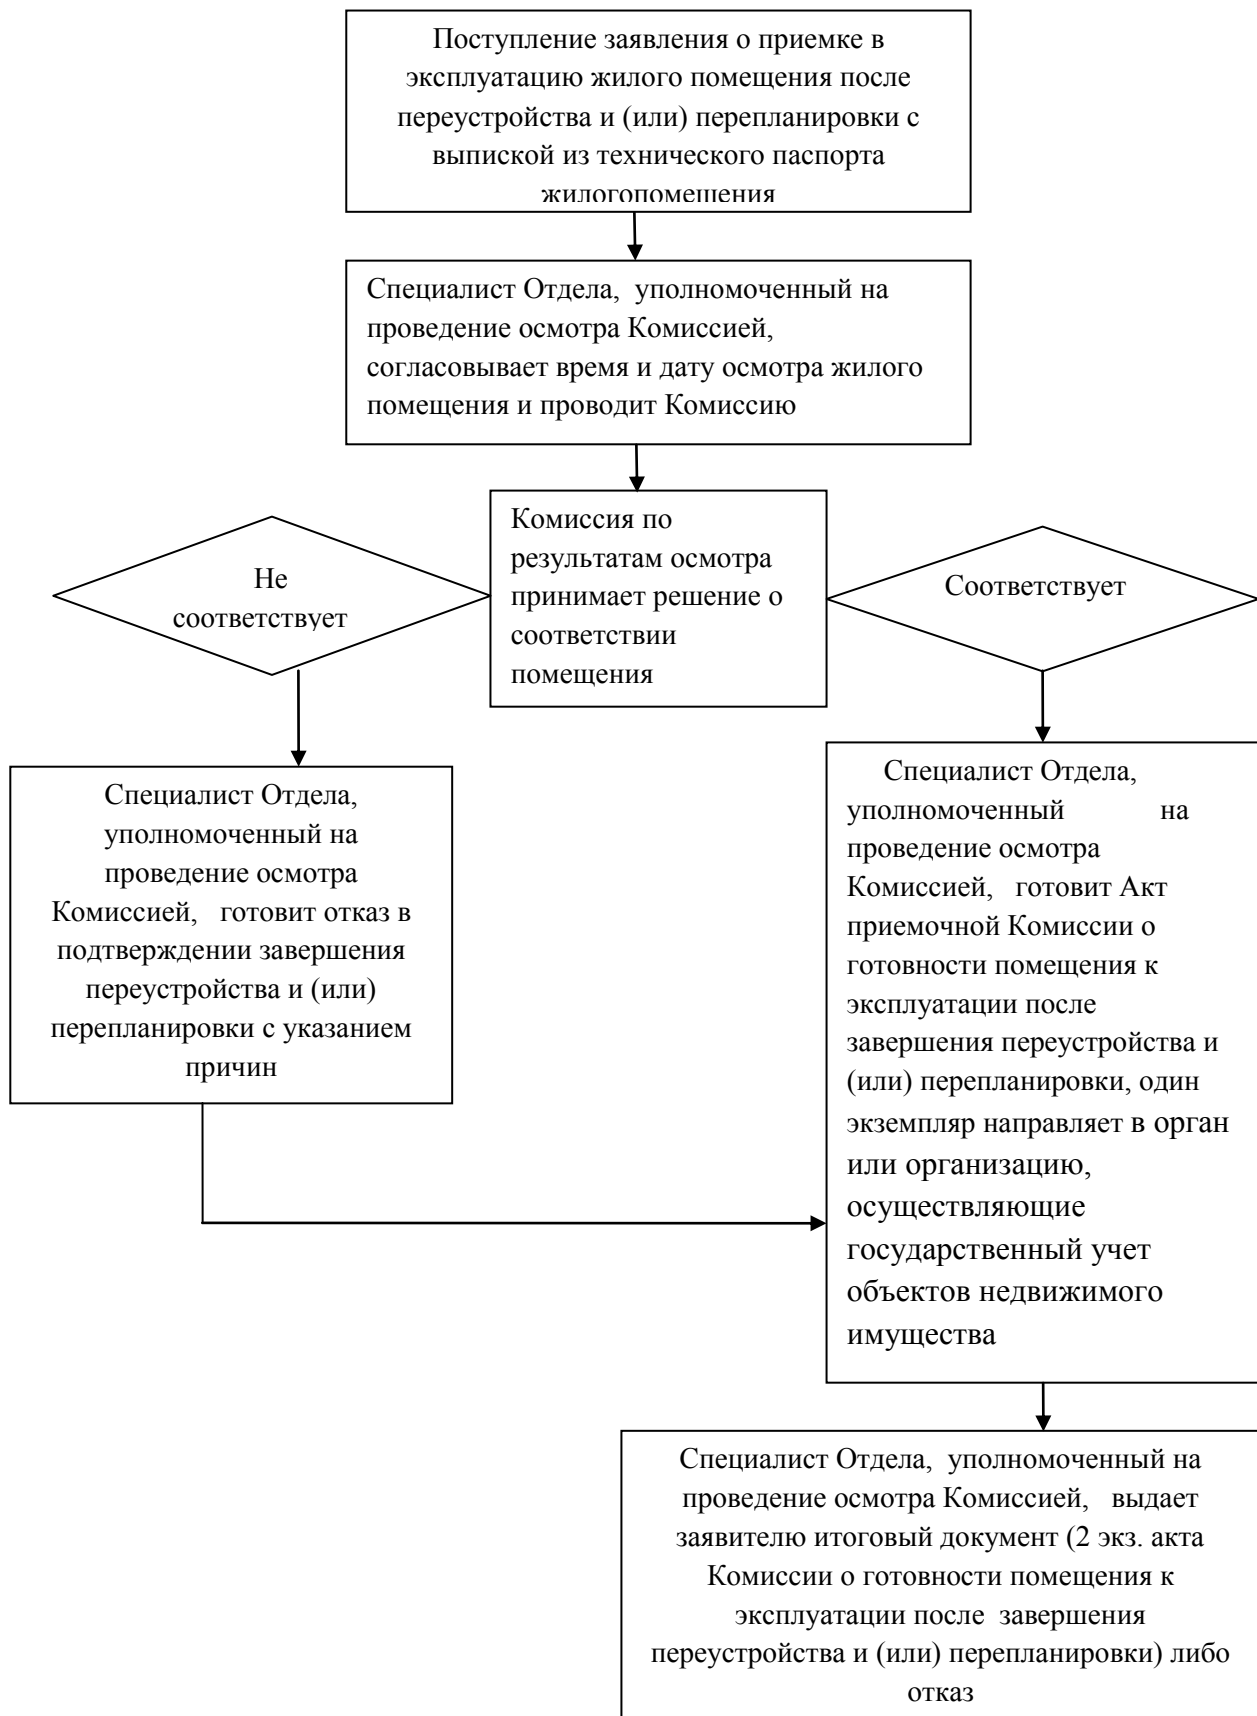 Поступление заявления о приемке в
эксплуатацию жилого помещения после
переустройства и (или) перепланировки с
выпиской из технического паспорта
жилогопомещения
Специалист Отдела, уполномоченный на
проведение осмотра Комиссией,
согласовывает время и дату осмотра жилого
помещения и проводит Комиссию
Комиссия по
результатам осмотра
принимает решение о
соответствии
помещения
Не
соответствует
Соответствует
Специалист Отдела,
уполномоченный на
проведение осмотра
Комиссией, готовит отказ в
подтверждении завершения
переустройства и (или)
перепланировки с указанием
причин
Специалист Отдела,
уполномоченный на
проведение осмотра
Комиссией, готовит Акт
приемочной Комиссии о
готовности помещения к
эксплуатации после
завершения переустройства и
(или) перепланировки, один
экземпляр направляет в орган
или организацию,
осуществляющие
государственный учет
объектов недвижимого
имущества
Специалист Отдела, уполномоченный на
проведение осмотра Комиссией, выдает
заявителю итоговый документ (2 экз. акта
Комиссии о готовности помещения к
эксплуатации после завершения
переустройства и (или) перепланировки) либо
отказ